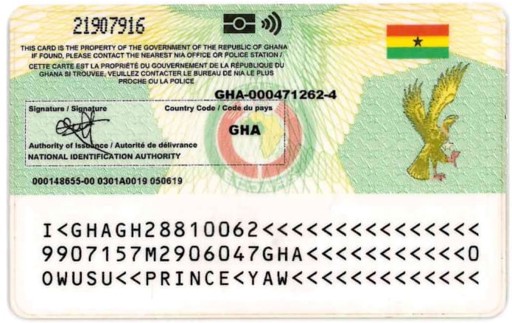 21907916
THIS CARD IS THE PROPERTY OF THE GOVERNMENT OF THE REPUBLIC OF GHANA
IF FOUND, PLEASE CONTACT THE NEAREST NIA OFFICE OR POLICE STATION /
CETTE CARTE EST LA PROPRIÉTÉ DU GOUVERNEMENT DE LA RÉPUBLIQUE DU
GHANA SI TROUVEE, VEUILLEZ CONTACTER LE BUREAU DE NIA LE PLUS
PROCHE OU LA POLICE
GHA-000471262-4
Signature / Signature
Country Code / Code du pays
GHA
Authority of Issuance / Autorité de délivrance
NATIONAL IDENTIFICATION AUTHORITY
000148655-00 0301A0019 050619
I<GHAGH28810062<<<<<<<<<<<<<<<
9907157M2906047GHA<<<<<<<<<<<0
OWUSU<<PRINCE<YAW<<<<<<<<<<<<<